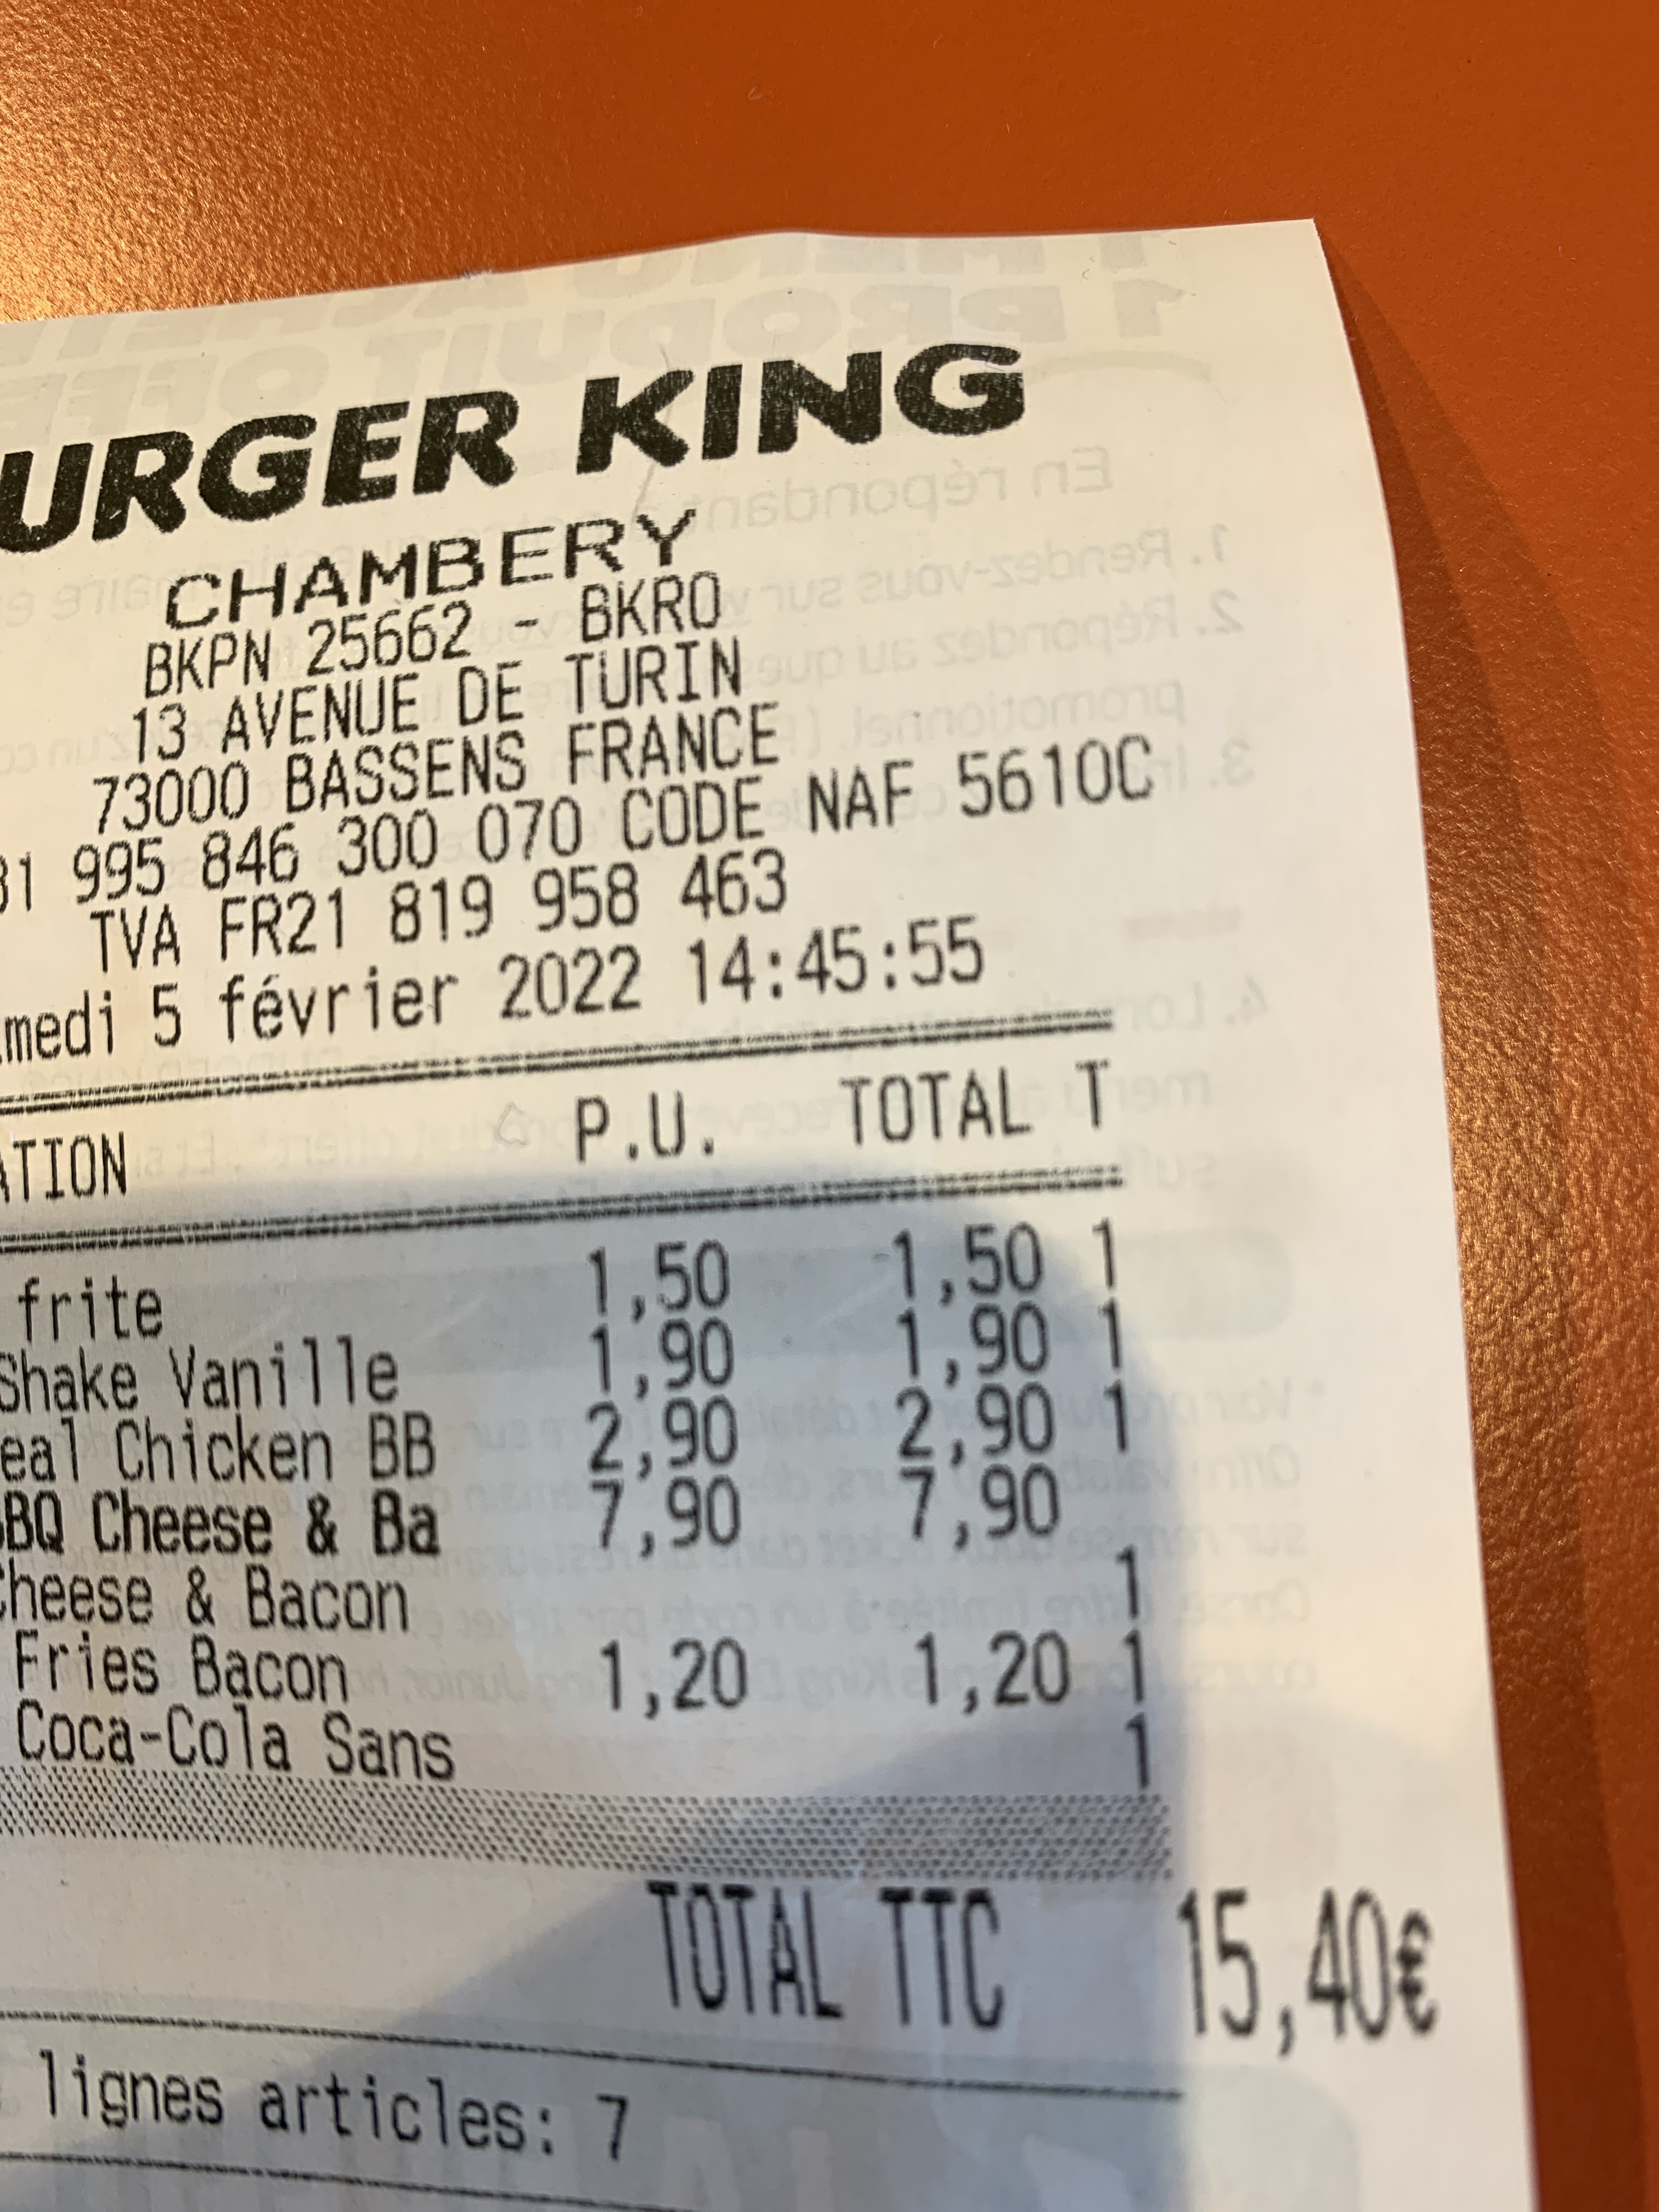 URGER KING
CHAMBERY
BKPN 25662 - BKRO
13 AVENUE DE TURIN
73000 BASSENS FRANCE
31 995 846 300 070 CODE NAF 5610C
TVA FR21 819 958 463
medi 5 février 2022 14:45:55
ATION P.U. TOTAL T
frite 1,50 1,50 1
Shake Vanille 1,90 1,90 1
eal Chicken BB 2,90 2,90 1
BQ Cheese & Ba 7,90 7,90
Cheese & Bacon 1
Fries Bacon 1,20 1,20 1
Coca-Cola Sans 1
TOTAL TTC 15,40€
lignes articles: 7